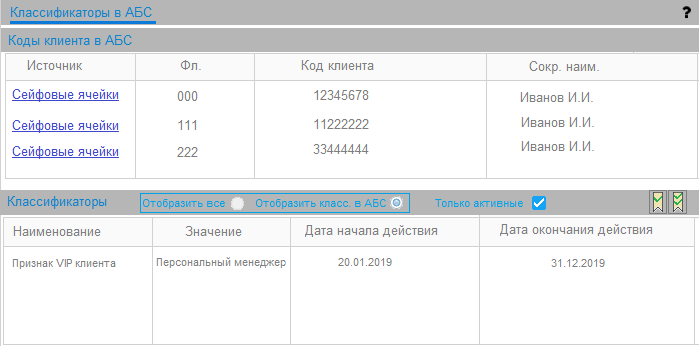 Классификаторы в АБС ?
Коды клиента в АБС
Источник Фл. Код клиента Сокр. наим.
Сейфовые ячейки 000 12345678 Иванов И.И.
Сейфовые ячейки 111 11222222 Иванов И.И.
Сейфовые ячейки 222 33444444 Иванов И.И.
Классификаторы Отобразить все Отобразить класс. в АБС Только активные
Наименование Значение Дата начала действия Дата окончания действия
Признак VIP клиента Персональный менеджер 20.01.2019 31.12.2019